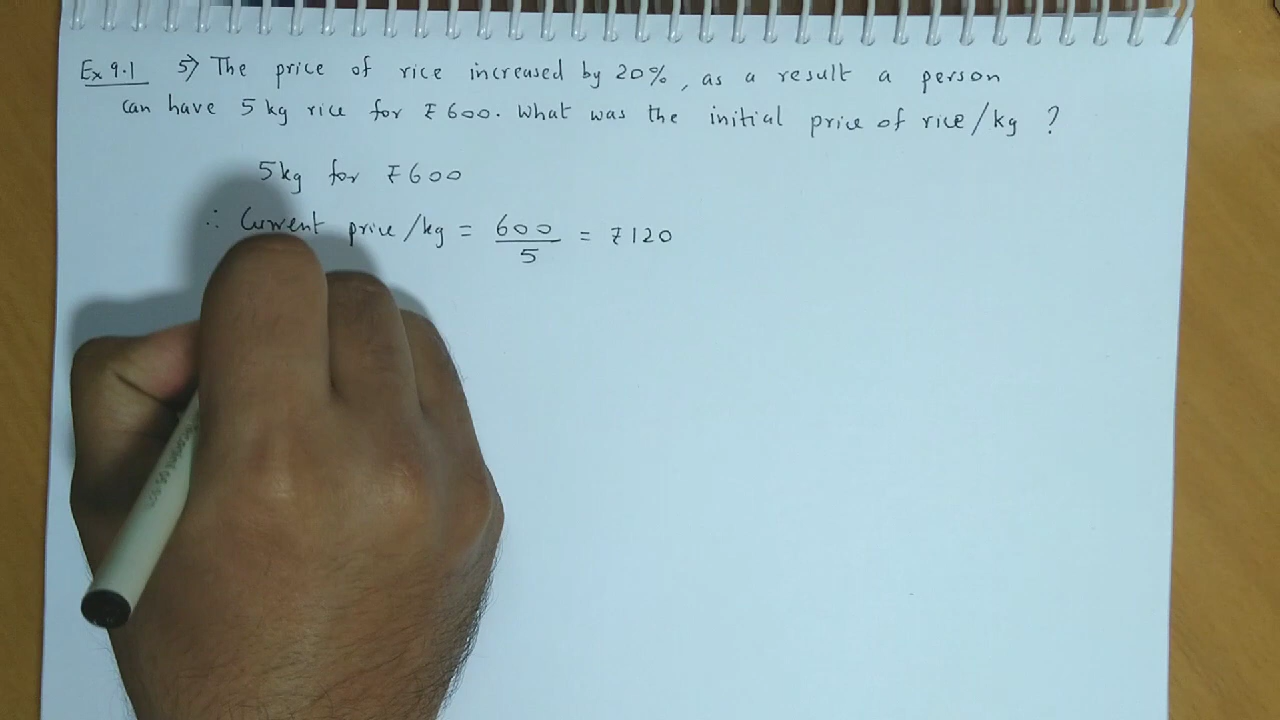 Ex 9.1 5) The price of rice increased by 20%, as a result a person
can have 5 kg rice for ₹600. What was the initial price of rice/kg ?
5kg for ₹600
∴ Current price/kg = 600/5 = ₹120